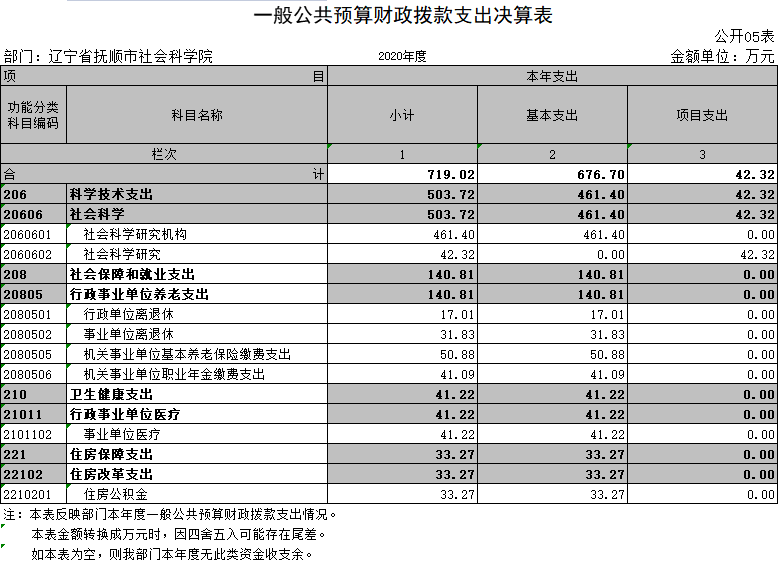 一般公共预算财政拨款支出决算表
公开05表
部门：辽宁省抚顺市社会科学院 2020年度 金额单位：万元
项 目 本年支出
功能分类科目编码 科目名称 小计 基本支出 项目支出
栏次 1 2 3
合 计 719.02 676.70 42.32
206 科学技术支出 503.72 461.40 42.32
20606 社会科学 503.72 461.40 42.32
2060601 社会科学研究机构 461.40 461.40 0.00
2060602 社会科学研究 42.32 0.00 42.32
208 社会保障和就业支出 140.81 140.81 0.00
20805 行政事业单位养老支出 140.81 140.81 0.00
2080501 行政单位离退休 17.01 17.01 0.00
2080502 事业单位离退休 31.83 31.83 0.00
2080505 机关事业单位基本养老保险缴费支出 50.88 50.88 0.00
2080506 机关事业单位职业年金缴费支出 41.09 41.09 0.00
210 卫生健康支出 41.22 41.22 0.00
21011 行政事业单位医疗 41.22 41.22 0.00
2101102 事业单位医疗 41.22 41.22 0.00
221 住房保障支出 33.27 33.27 0.00
22102 住房改革支出 33.27 33.27 0.00
2210201 住房公积金 33.27 33.27 0.00
注：本表反映部门本年度一般公共预算财政拨款支出情况。
本表金额转换成万元时，因四舍五入可能存在尾差。
如本表为空，则我部门本年度无此类资金收支余。